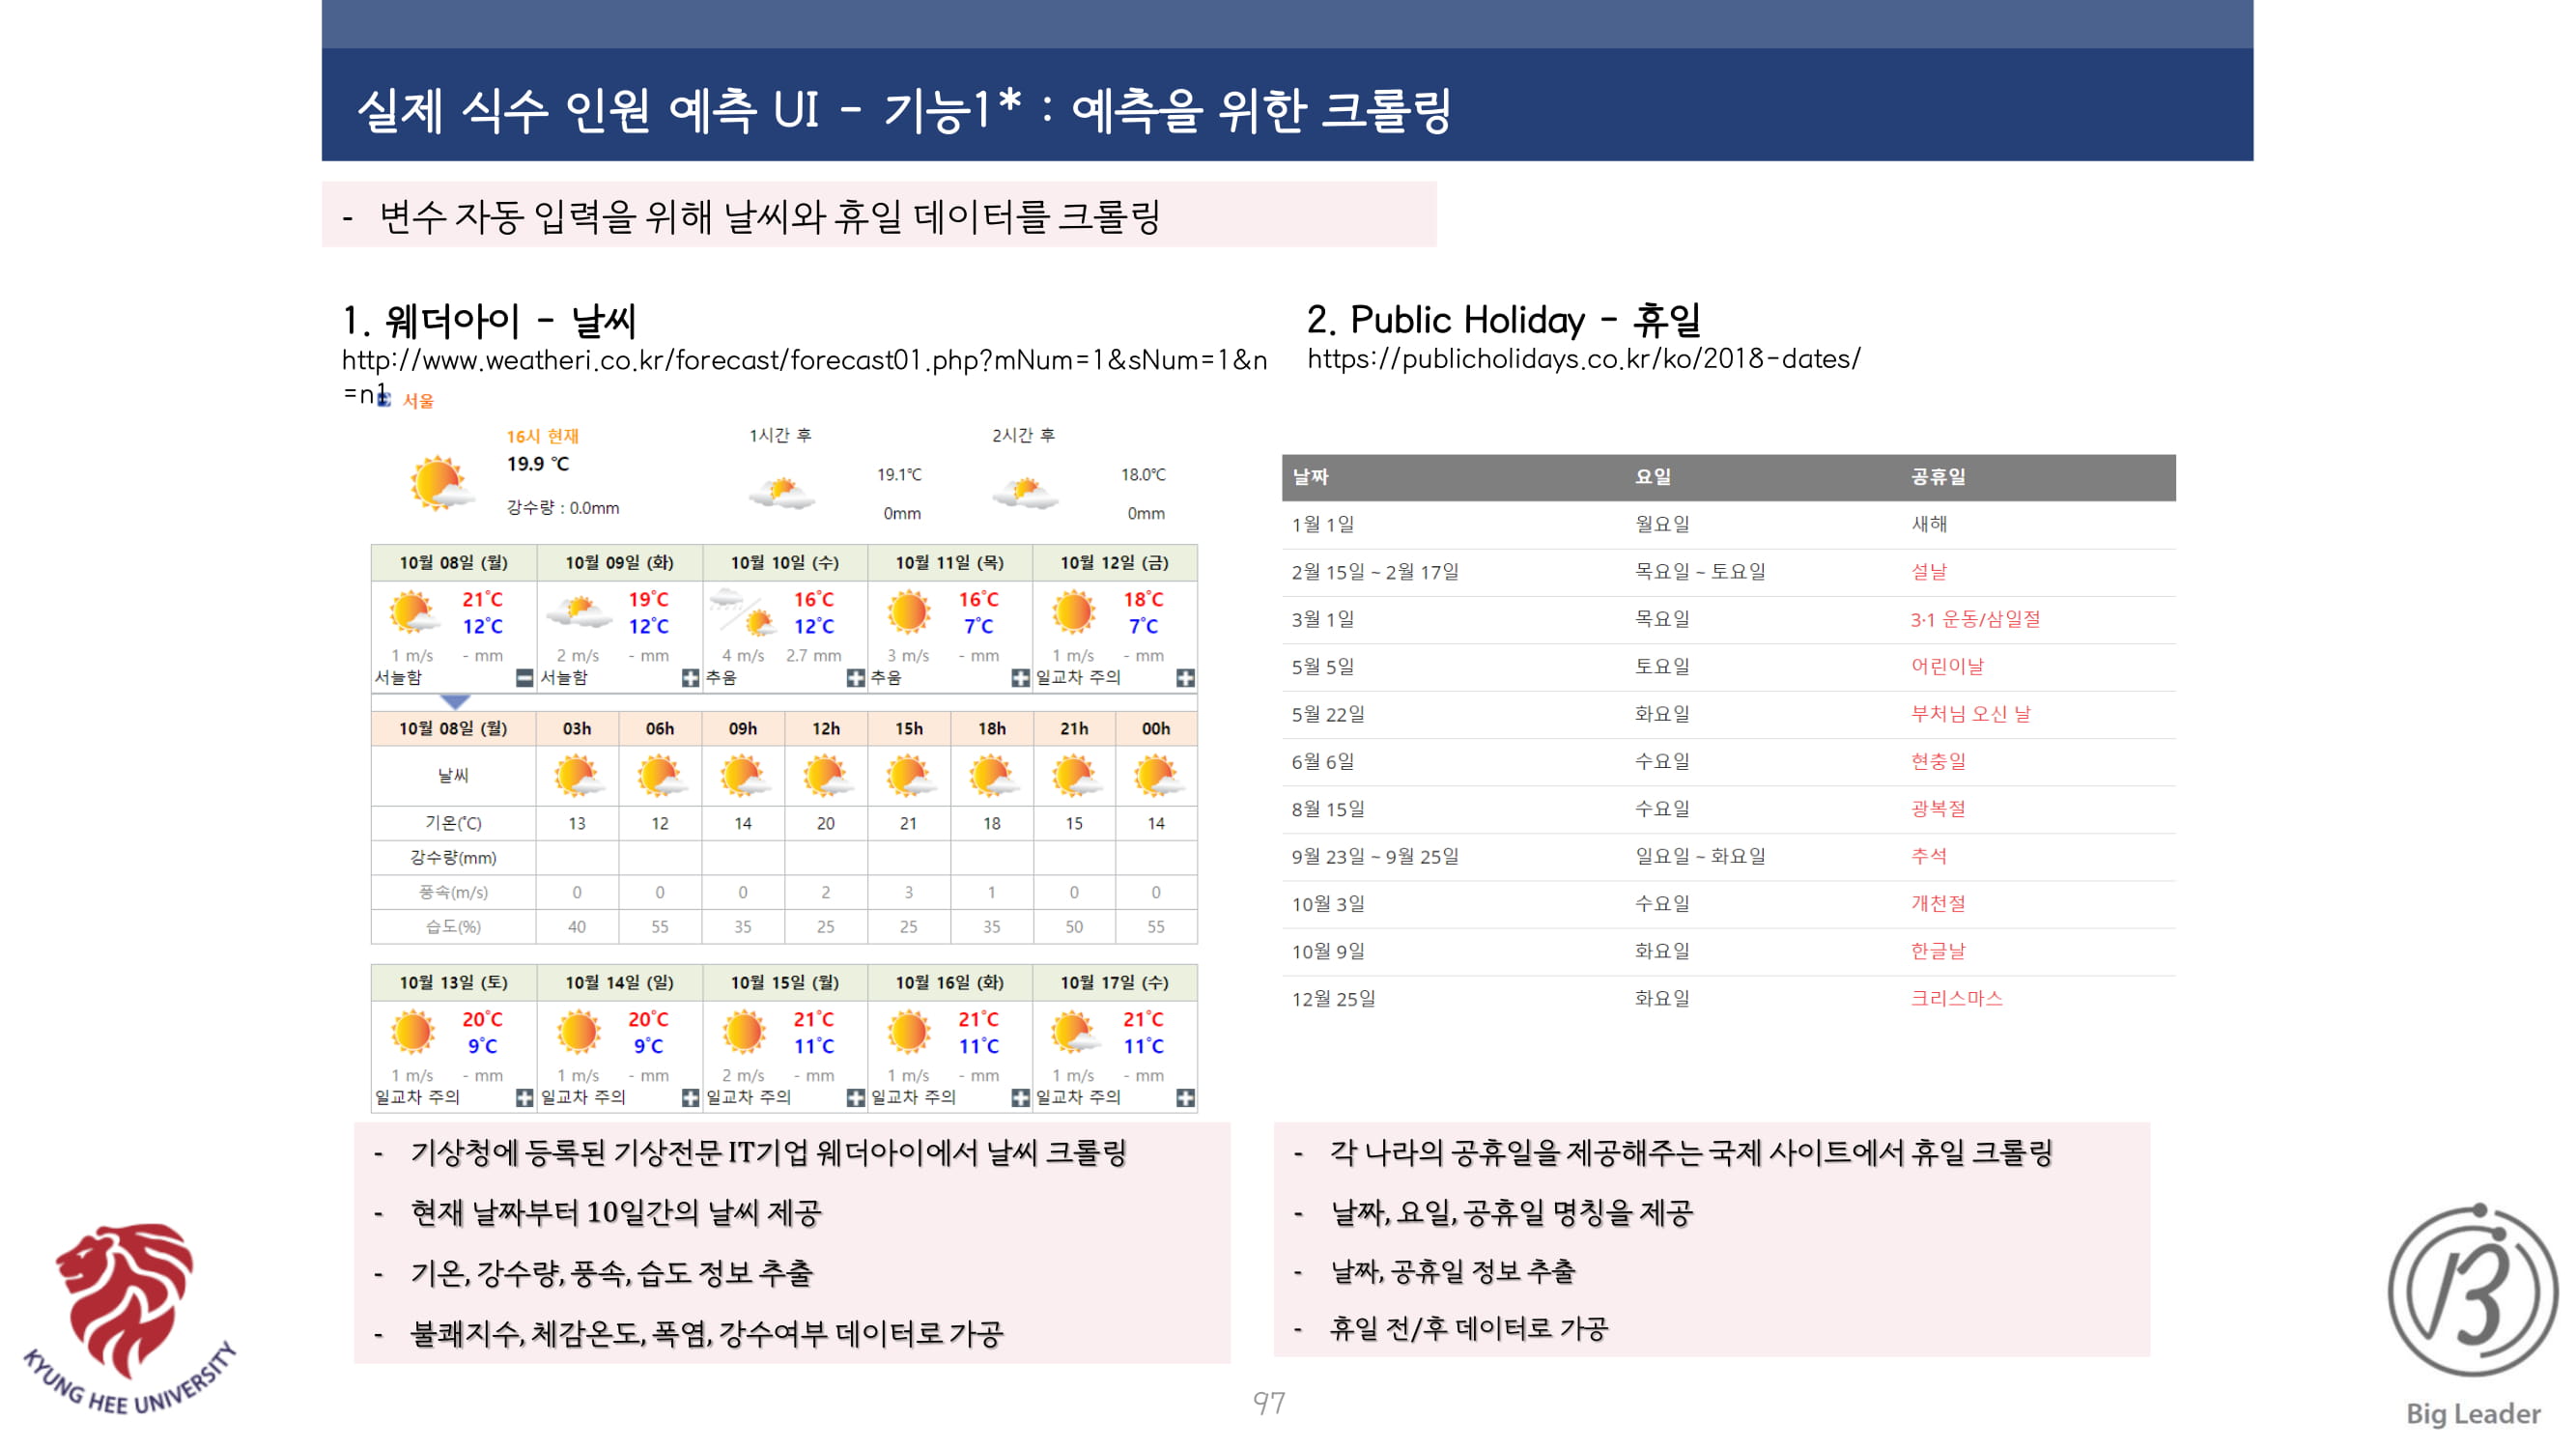 실제 식수 인원 예측 UI - 기능1* : 예측을 위한 크롤링
- 변수 자동 입력을 위해 날씨와 휴일 데이터를 크롤링
1. 웨더아이 - 날씨
http://www.weatheri.co.kr/forecast/forecast01.php?mNum=1&sNum=1&n
=n1
서울
16시 현재 1시간 후 2시간 후
19.9 ℃
19.1℃ 18.0℃
강수량 : 0.0mm 0mm 0mm
10월 08일 (월) 10월 09일 (화) 10월 10일 (수) 10월 11일 (목) 10월 12일 (금)
21˚C 19˚C 16˚C 16˚C 18˚C
12˚C 12˚C 12˚C 7˚C 7˚C
1 m/s - mm 2 m/s - mm 4 m/s 2.7 mm 3 m/s - mm 1 m/s - mm
서늘함 서늘함 추움 추움 일교차 주의
10월 08일 (월) 03h 06h 09h 12h 15h 18h 21h 00h
날씨
기온(˚C) 13 12 14 20 21 18 15 14
강수량(mm)
풍속(m/s) 0 0 0 2 3 1 0 0
습도(%) 40 55 35 25 25 35 50 55
10월 13일 (토) 10월 14일 (일) 10월 15일 (월) 10월 16일 (화) 10월 17일 (수)
20˚C 20˚C 21˚C 21˚C 21˚C
9˚C 9˚C 11˚C 11˚C 11˚C
1 m/s - mm 1 m/s - mm 2 m/s - mm 1 m/s - mm 1 m/s - mm
일교차 주의 일교차 주의 일교차 주의 일교차 주의 일교차 주의
- 기상청에 등록된 기상전문 IT기업 웨더아이에서 날씨 크롤링
- 현재 날짜부터 10일간의 날씨 제공
- 기온, 강수량, 풍속, 습도 정보 추출
- 불쾌지수, 체감온도, 폭염, 강수여부 데이터로 가공
2. Public Holiday - 휴일
https://publicholidays.co.kr/ko/2018-dates/
날짜 요일 공휴일
1월 1일 월요일 새해
2월 15일 ~ 2월 17일 목요일 ~ 토요일 설날
3월 1일 목요일 3·1 운동/삼일절
5월 5일 토요일 어린이날
5월 22일 화요일 부처님 오신 날
6월 6일 수요일 현충일
8월 15일 수요일 광복절
9월 23일 ~ 9월 25일 일요일 ~ 화요일 추석
10월 3일 수요일 개천절
10월 9일 화요일 한글날
12월 25일 화요일 크리스마스
- 각 나라의 공휴일을 제공해주는 국제 사이트에서 휴일 크롤링
- 날짜, 요일, 공휴일 명칭을 제공
- 날짜, 공휴일 정보 추출
- 휴일 전/후 데이터로 가공
KYUNG HEE UNIVERSITY
97
Big Leader